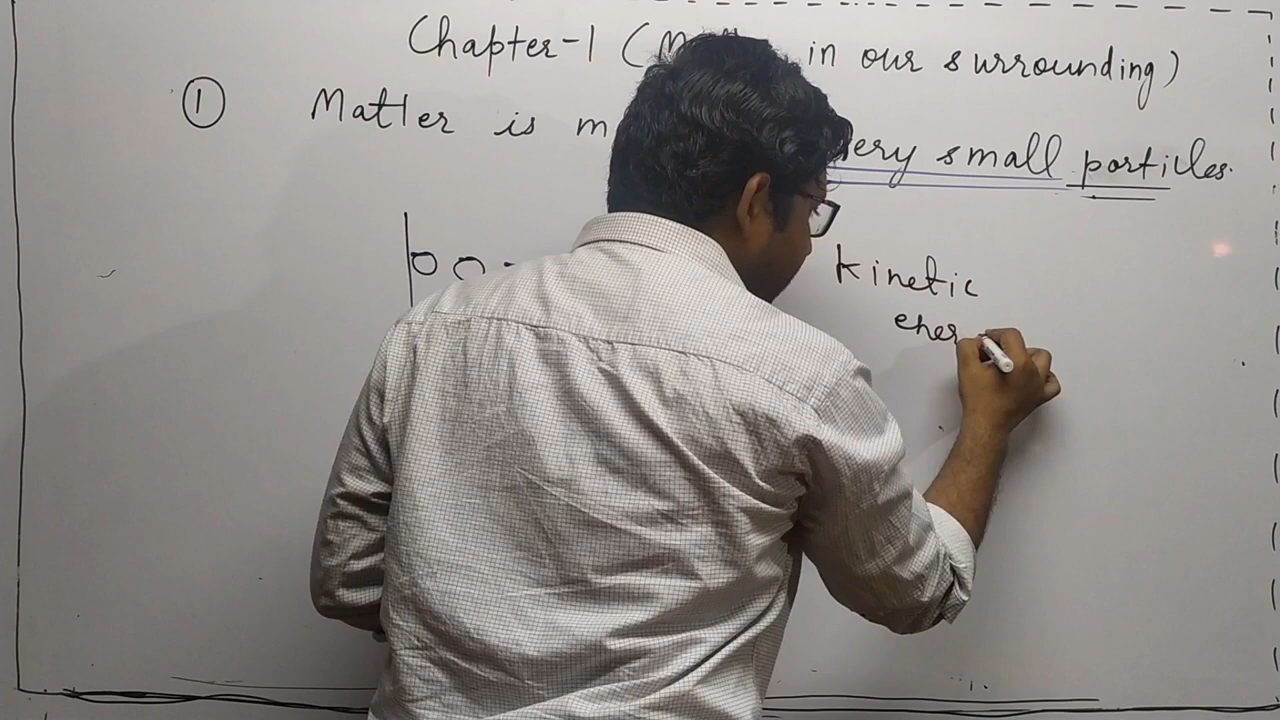 Chapter-1 ( in our surrounding)
① Matter is very small particles.
Kinetic
ener